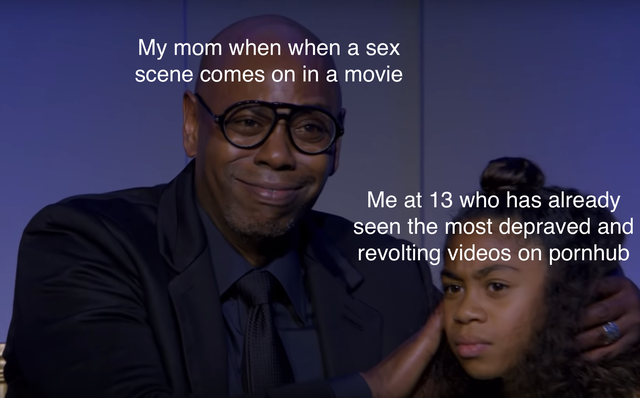 My mom when when a sex
scene comes on in a movie
Me at 13 who has already
seen the most depraved and
revolting videos on pornhub